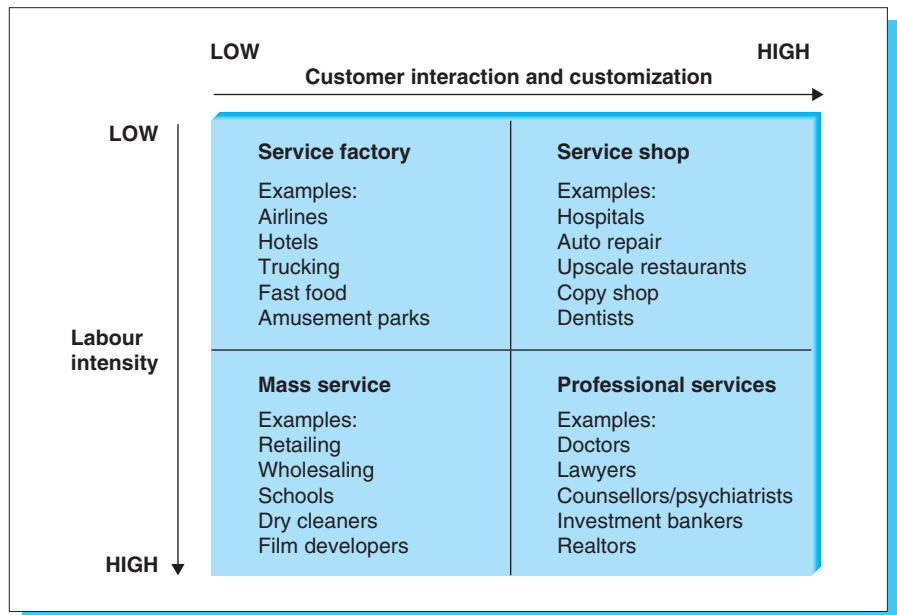 LOW
HIGH
Customer interaction and customization
LOW
Service factory
Examples:
Airlines
Hotels
Trucking
Fast food
Amusement parks
Service shop
Examples:
Hospitals
Auto repair
Upscale restaurants
Copy shop
Dentists
Labour
intensity
Mass service
Examples:
Retailing
Wholesaling
Schools
Dry cleaners
Film developers
Professional services
Examples:
Doctors
Lawyers
Counsellors/psychiatrists
Investment bankers
Realtors
HIGH